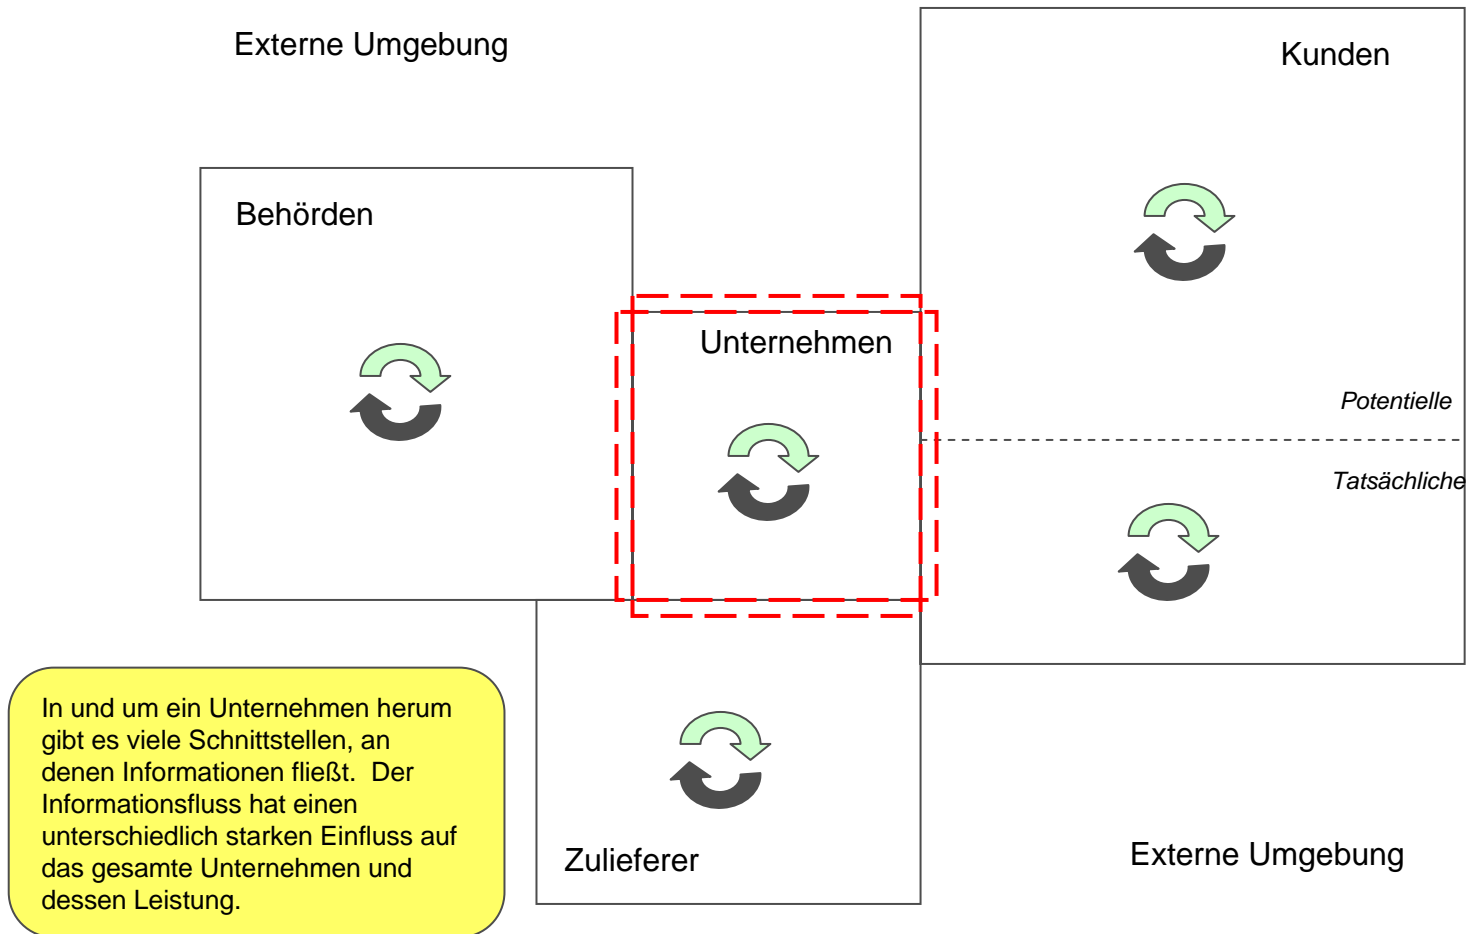 Externe Umgebung
Kunden
Behörden
Unternehmen
Potentielle
Tatsächliche
In und um ein Unternehmen herum
gibt es viele Schnittstellen, an
denen Informationen fließt.  Der
Informationsfluss hat einen
unterschiedlich starken Einfluss auf
das gesamte Unternehmen und
dessen Leistung.
Zulieferer
Externe Umgebung